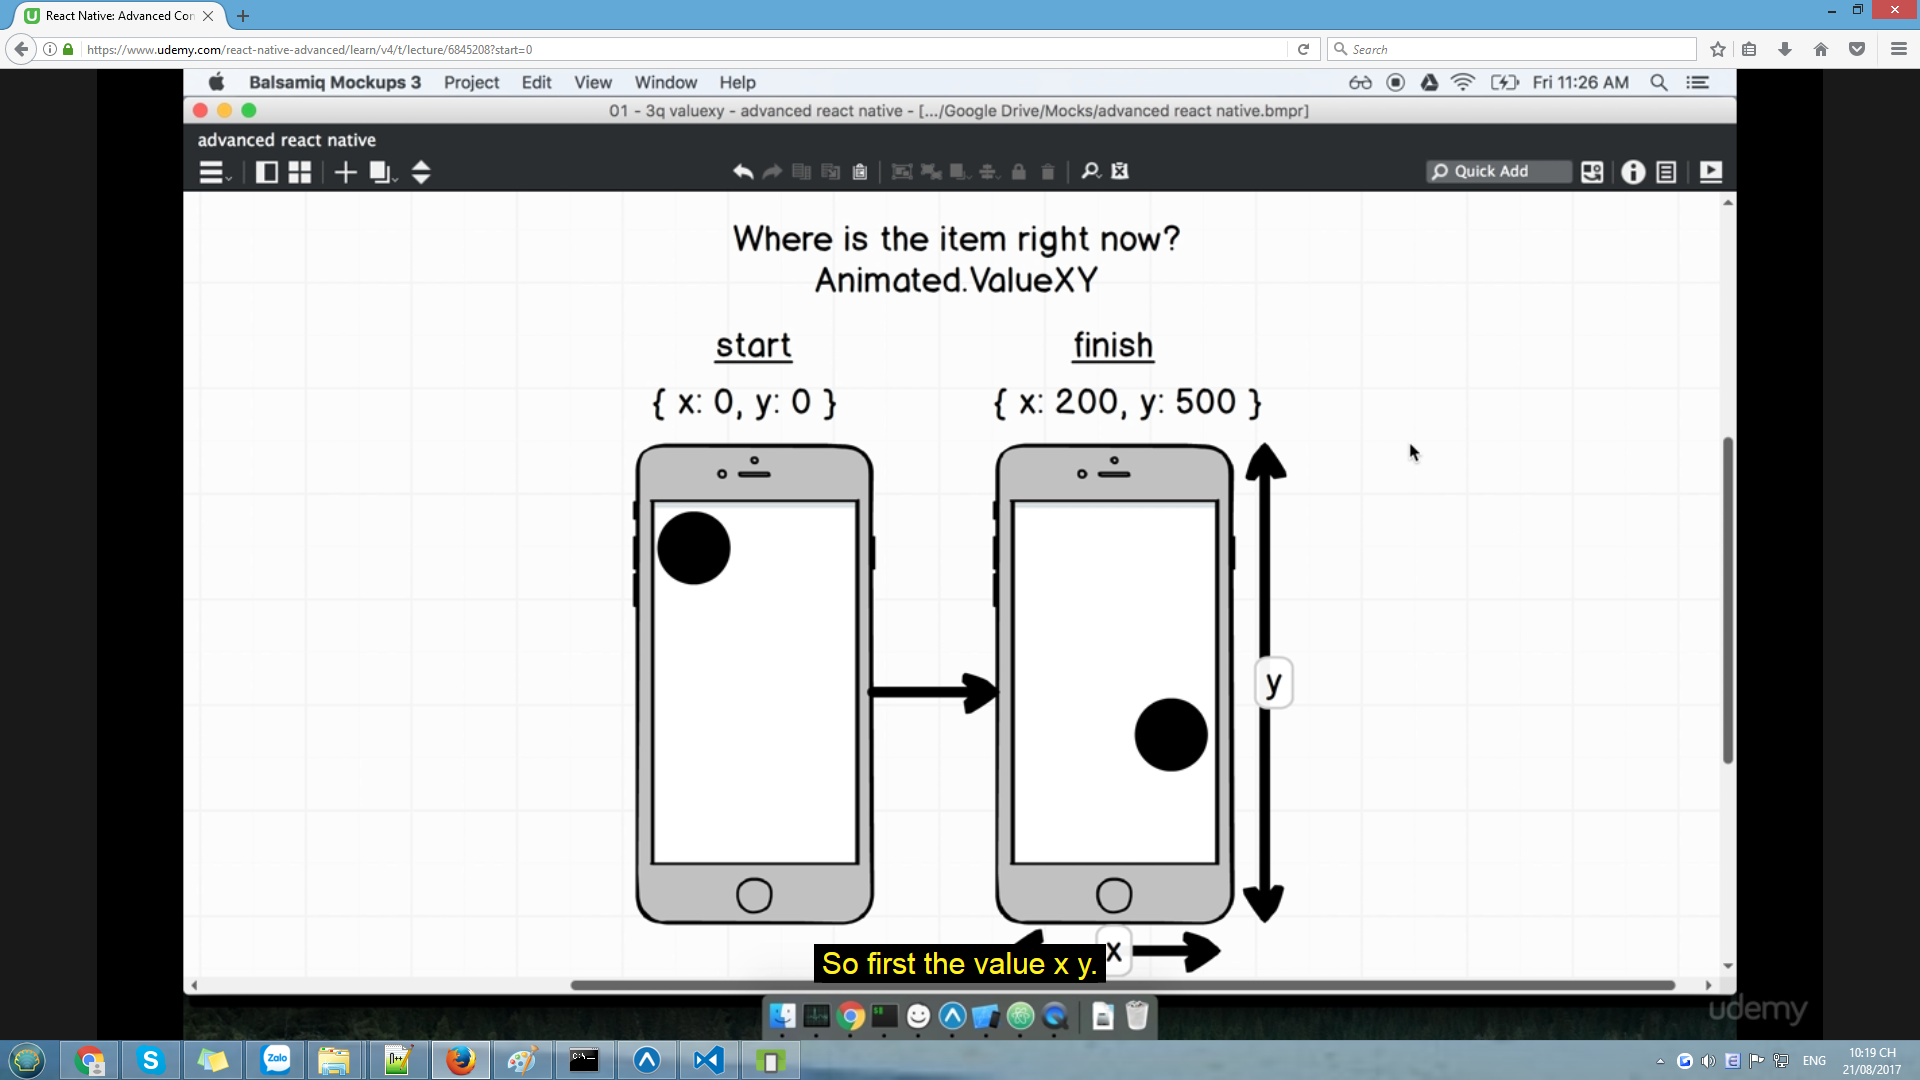 React Native: Advanced Con
https://www.udemy.com/react-native-advanced/learn/v4/t/lecture/6845208?start=0
Search
Balsamiq Mockups 3 Project Edit View Window Help
Fri 11:26 AM
01 - 3q valuexy - advanced react native - [.../Google Drive/Mocks/advanced react native.bmpr]
advanced react native
Quick Add
Where is the item right now?
Animated.ValueXY
start
finish
{ x: 0, y: 0 }
{ x: 200, y: 500 }
y
x
So first the value x y.
udemy
Zalo
ENG
10:19 CH
21/08/2017